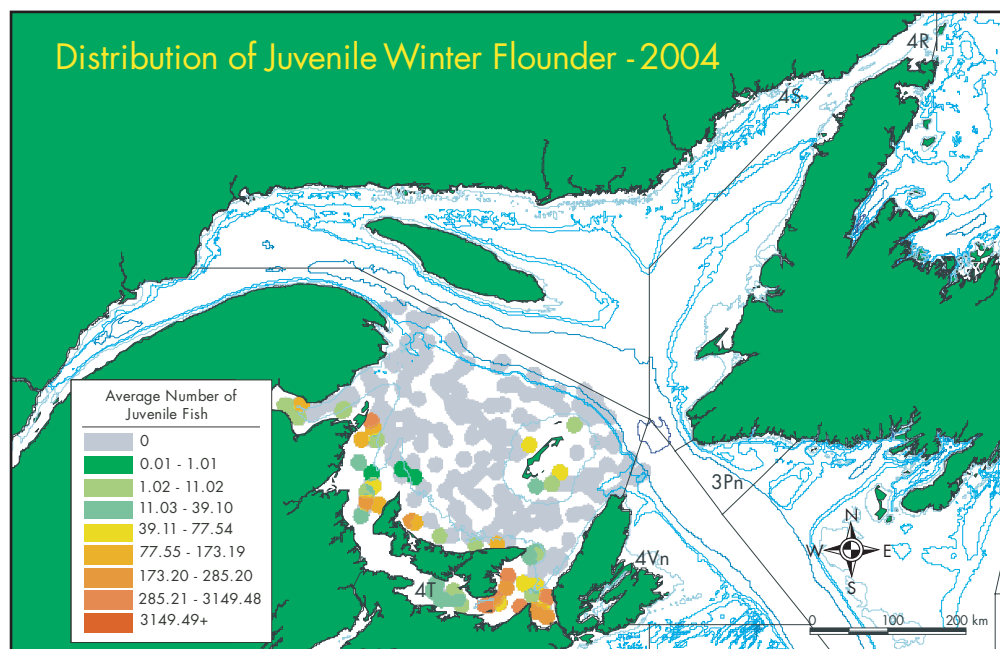 Distribution of Juvenile Winter Flounder - 2004
4R
4S
Average Number of
Juvenile Fish
0
0.01 - 1.01
1.02 - 11.02
11.03 - 39.10
39.11 - 77.54
77.55 - 173.19
173.20 - 285.20
285.21 - 3149.48
3149.49+
3Pn
4Vn
4T
N
W E
S
0 100 200 km